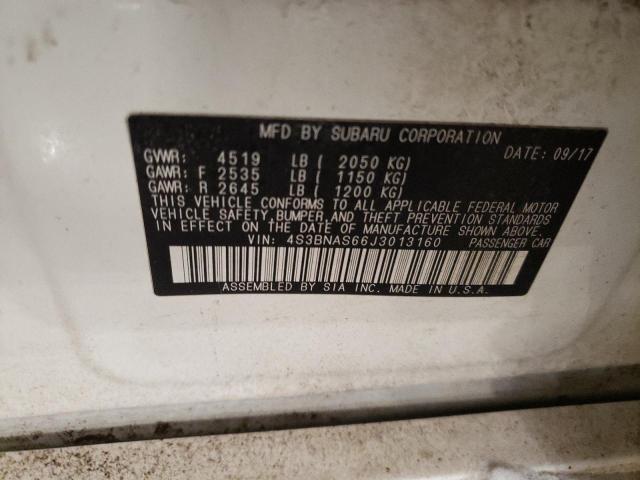 MFD BY SUBARU CORPORATION
GVWR: 4519 LB ( 2050 KG) DATE: 09/17
GAWR: F 2535 LB ( 1150 KG)
GAWR: R 2645 LB ( 1200 KG)
THIS VEHICLE CONFORMS TO ALL APPLICABLE FEDERAL MOTOR
VEHICLE SAFETY, BUMPER, AND THEFT PREVENTION STANDARDS
IN EFFECT ON THE DATE OF MANUFACTURE SHOWN ABOVE.
VIN: 4S3BNAS66J3013160 PASSENGER CAR
ASSEMBLED BY SIA INC. MADE IN U.S.A.